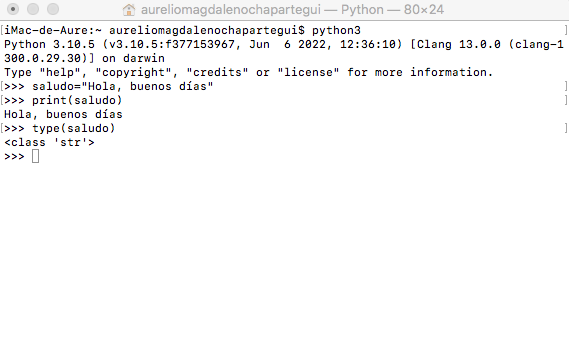 aureliomagdalenochapartegui — Python — 80×24
[iMac-de-Aure:~ aureliomagdalenochapartegui$ python3 ]
Python 3.10.5 (v3.10.5:f377153967, Jun  6 2022, 12:36:10) [Clang 13.0.0 (clang-1
300.0.29.30)] on darwin
Type "help", "copyright", "credits" or "license" for more information.
[>>> saludo="Hola, buenos días" ]
[>>> print(saludo) ]
Hola, buenos días
[>>> type(saludo) ]
<class 'str'>
>>>